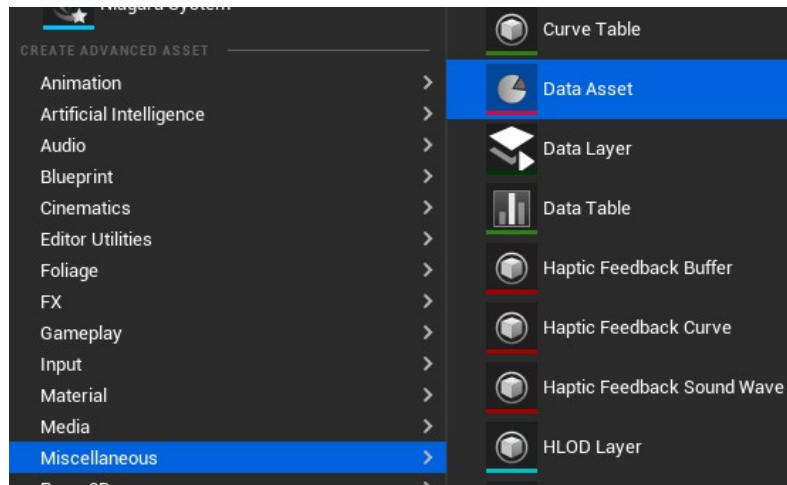 Niagara System
CREATE ADVANCED ASSET
Animation
Artificial Intelligence
Audio
Blueprint
Cinematics
Editor Utilities
Foliage
FX
Gameplay
Input
Material
Media
Miscellaneous
Curve Table
Data Asset
Data Layer
Data Table
Haptic Feedback Buffer
Haptic Feedback Curve
Haptic Feedback Sound Wave
HLOD Layer